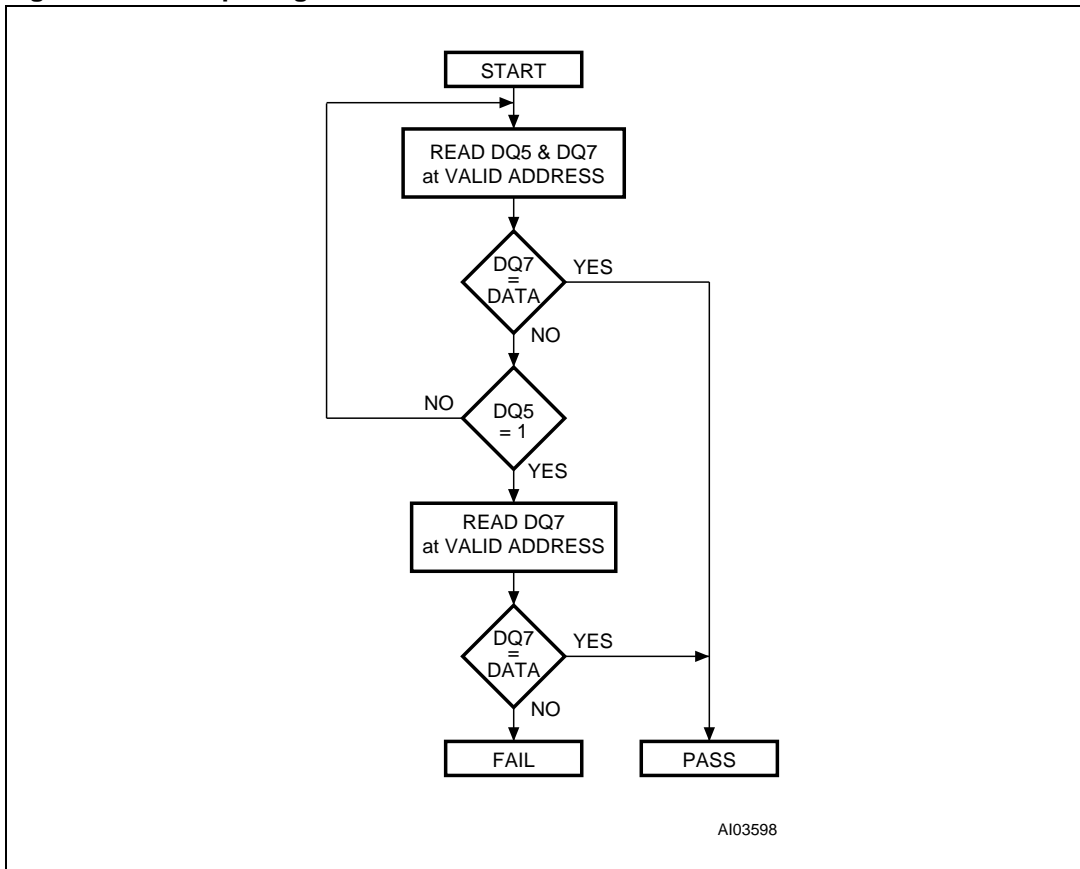 START
READ DQ5 & DQ7
at VALID ADDRESS
DQ7
=
DATA
YES
NO
NO
DQ5
= 1
YES
READ DQ7
at VALID ADDRESS
DQ7
=
DATA
YES
NO
FAIL
PASS
AI03598